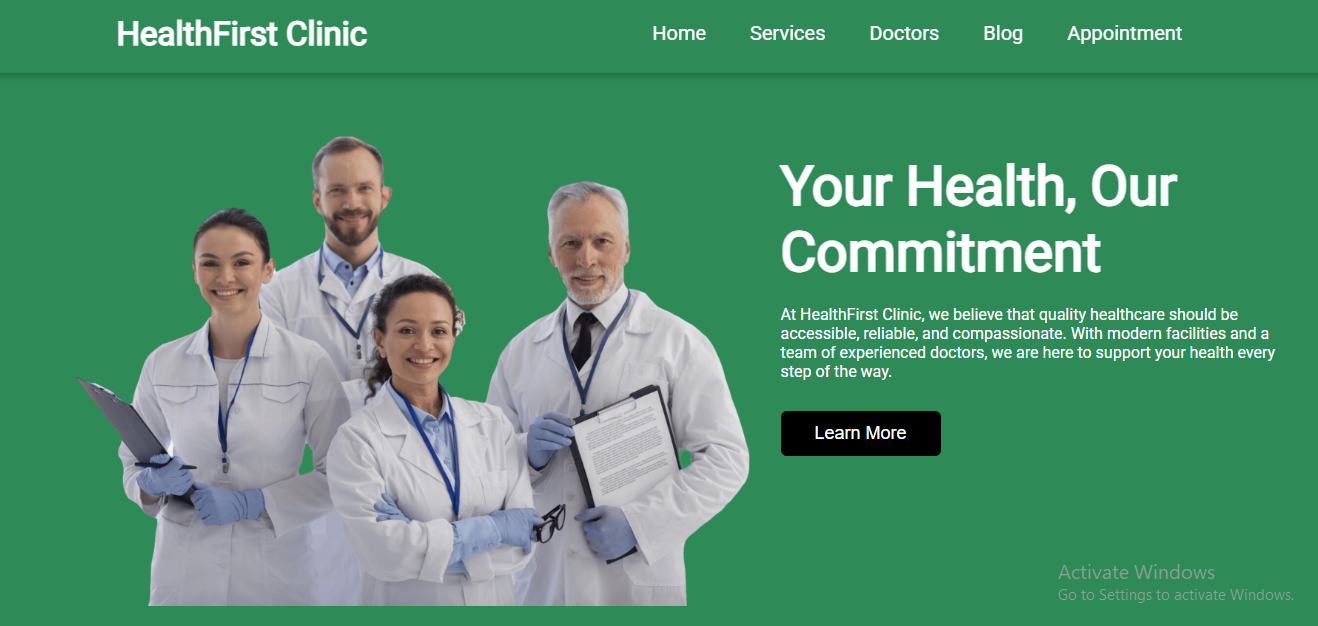 HealthFirst Clinic
Home Services Doctors Blog Appointment
Your Health, Our
Commitment
At HealthFirst Clinic, we believe that quality healthcare should be
accessible, reliable, and compassionate. With modern facilities and a
team of experienced doctors, we are here to support your health every
step of the way.
Learn More
Activate Windows
Go to Settings to activate Windows.